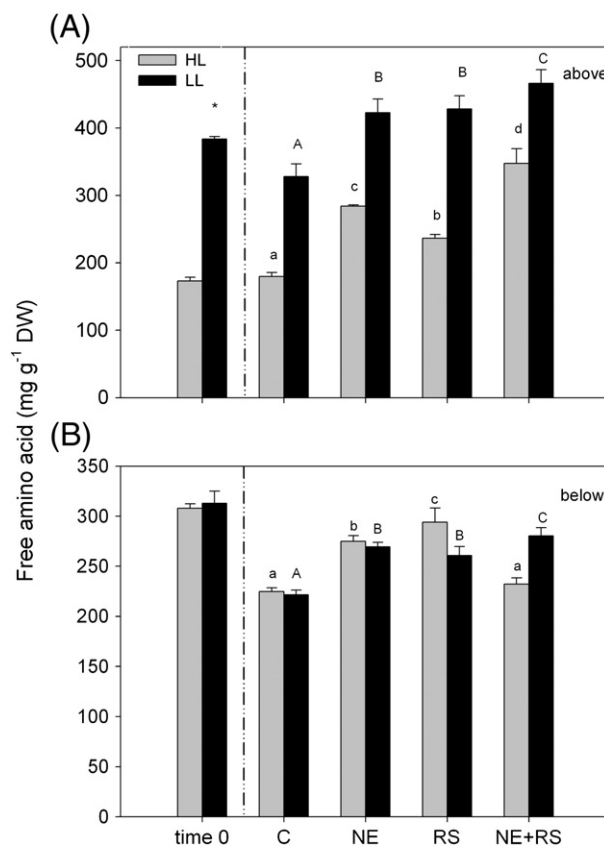 (A)
500
400
300
200
100
0
HL
LL
above
*
a
A
c
B
b
B
d
C
Free amino acid (mg g-1 DW)
(B)
350
300
250
200
150
100
50
0
below
a
A
b
B
c
B
a
C
time 0 C NE RS NE+RS